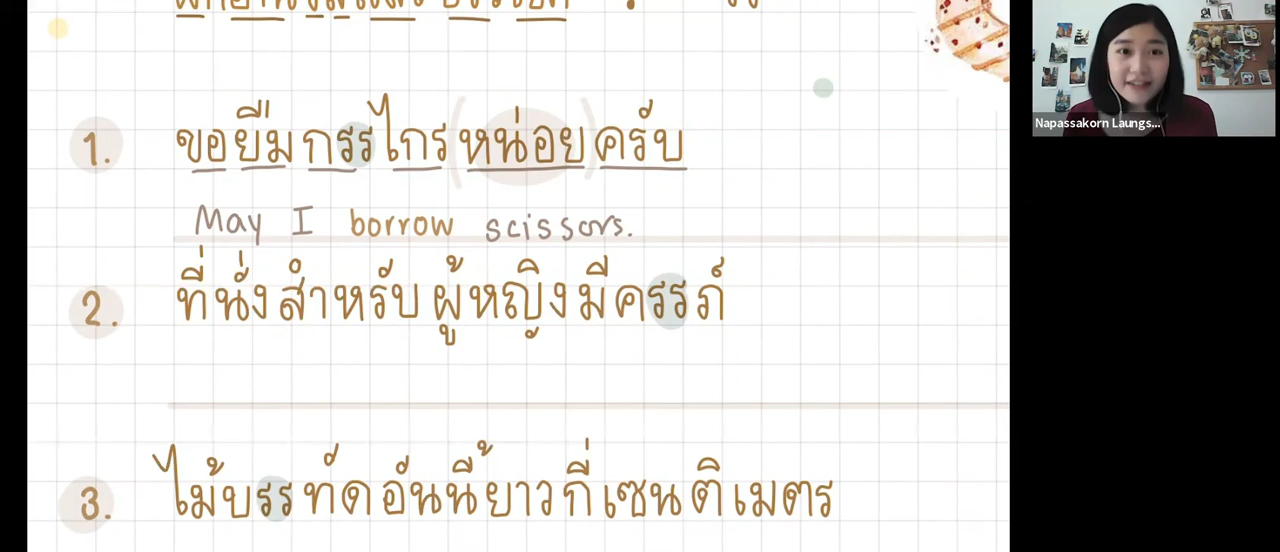 1. ขอยืมกรรไกร(หน่อย)ครับ
May I borrow scissors.
2. ที่นั่งสำหรับผู้หญิงมีครรภ์
3. ไม้บรรทัดอันนี้ยาวกี่เซนติเมตร
Napassakorn Laungs...